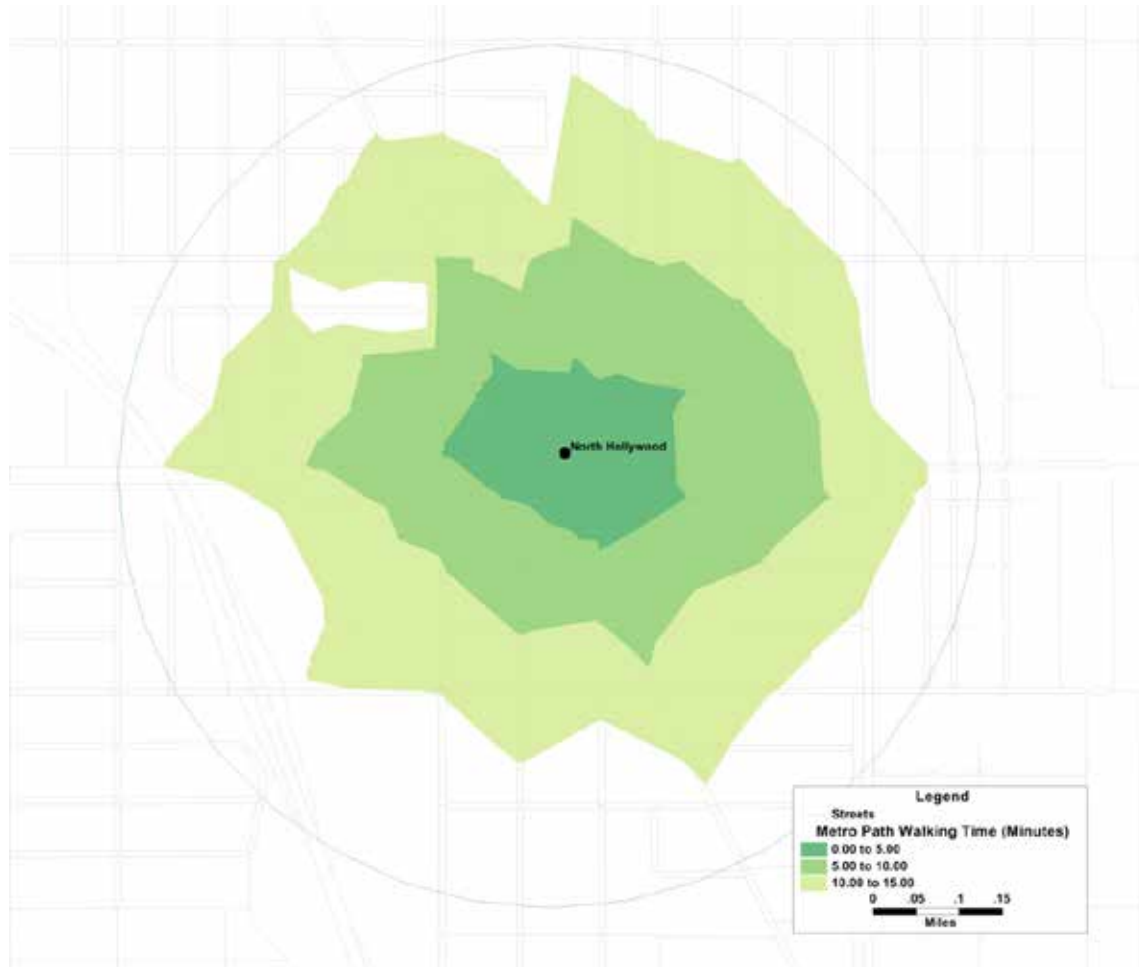 North Hollywood
Legend
Streets
Metro Path Walking Time (Minutes)
0.00 to 5.00
5.00 to 10.00
10.00 to 15.00
0 .05 .1 .15
Miles